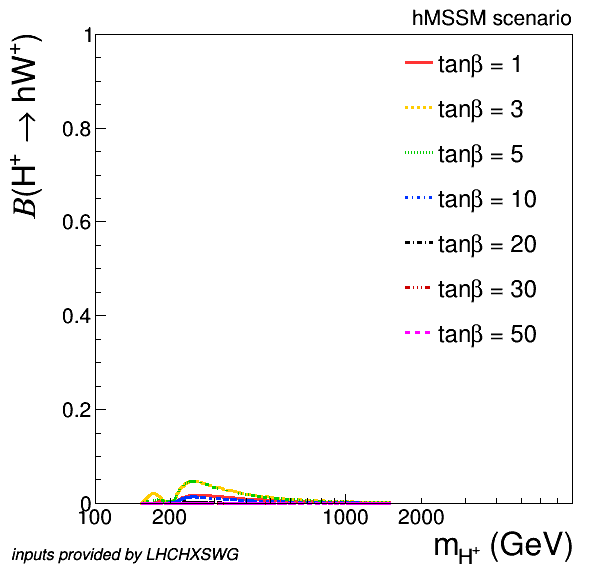 hMSSM scenario
B(H⁺ → hW⁺)
1
0.8
0.6
0.4
0.2
0
tanβ = 1
tanβ = 3
tanβ = 5
tanβ = 10
tanβ = 20
tanβ = 30
tanβ = 50
100 200 1000 2000
m_H⁺ (GeV)
inputs provided by LHCHXSWG